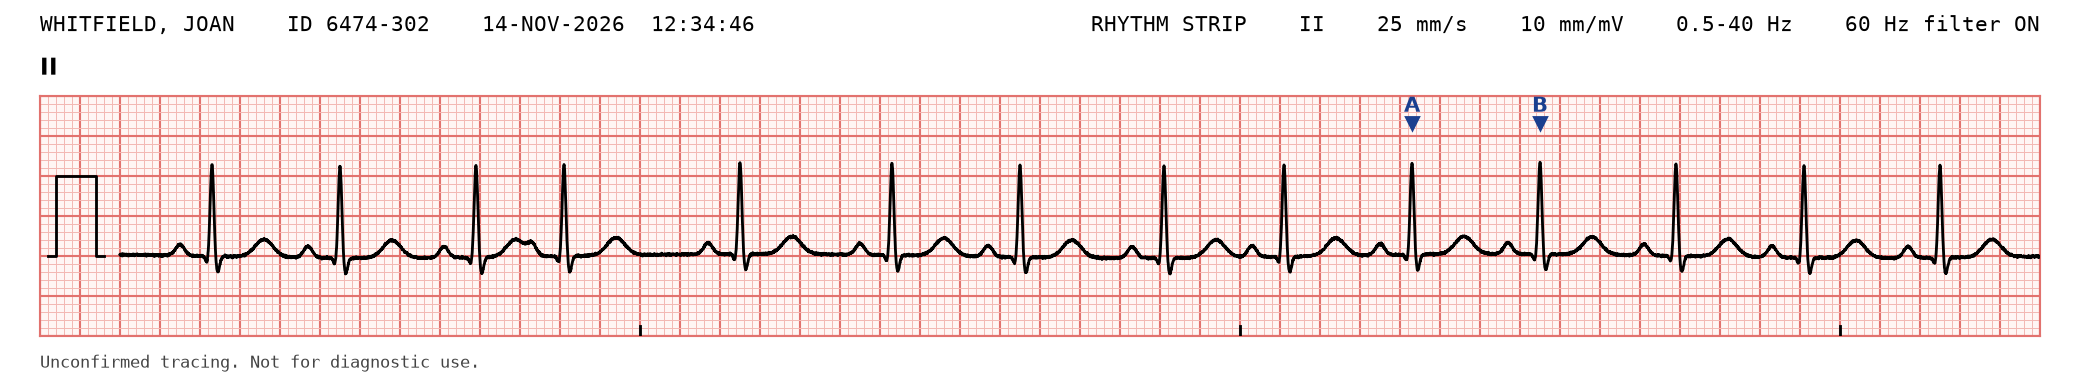 WHITFIELD, JOAN ID 6474-302 14-NOV-2026 12:34:46 RHYTHM STRIP II 25 mm/s 10 mm/mV 0.5-40 Hz 60 Hz filter ON
II
A B
Unconfirmed tracing. Not for diagnostic use.